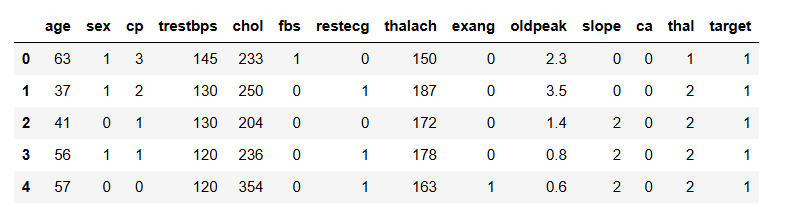 age sex cp trestbps chol fbs restecg thalach exang oldpeak slope ca thal target
0 63 1 3 145 233 1 0 150 0 2.3 0 0 1 1
1 37 1 2 130 250 0 1 187 0 3.5 0 0 2 1
2 41 0 1 130 204 0 0 172 0 1.4 2 0 2 1
3 56 1 1 120 236 0 1 178 0 0.8 2 0 2 1
4 57 0 0 120 354 0 1 163 1 0.6 2 0 2 1